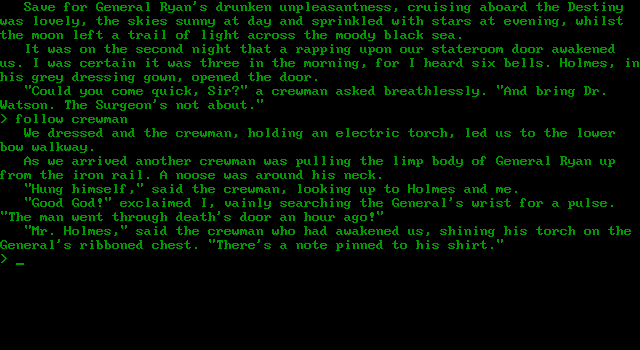 Save for General Ryan's drunken unpleasantness, cruising aboard the Destiny
was lovely, the skies sunny at day and sprinkled with stars at evening, whilst
the moon left a trail of light across the moody black sea.
It was on the second night that a rapping upon our stateroom door awakened
us. I was certain it was three in the morning, for I heard six bells. Holmes, in
his grey dressing gown, opened the door.
"Could you come quick, Sir?" a crewman asked breathlessly. "And bring Dr.
Watson. The Surgeon's not about."
> follow crewman
We dressed and the crewman, holding an electric torch, led us to the lower
bow walkway.
As we arrived another crewman was pulling the limp body of General Ryan up
from the iron rail. A noose was around his neck.
"Hung himself," said the crewman, looking up to Holmes and me.
"Good God!" exclaimed I, vainly searching the General's wrist for a pulse.
"The man went through death's door an hour ago!"
"Mr. Holmes," said the crewman who had awakened us, shining his torch on the
General's ribboned chest. "There's a note pinned to his shirt."
> _